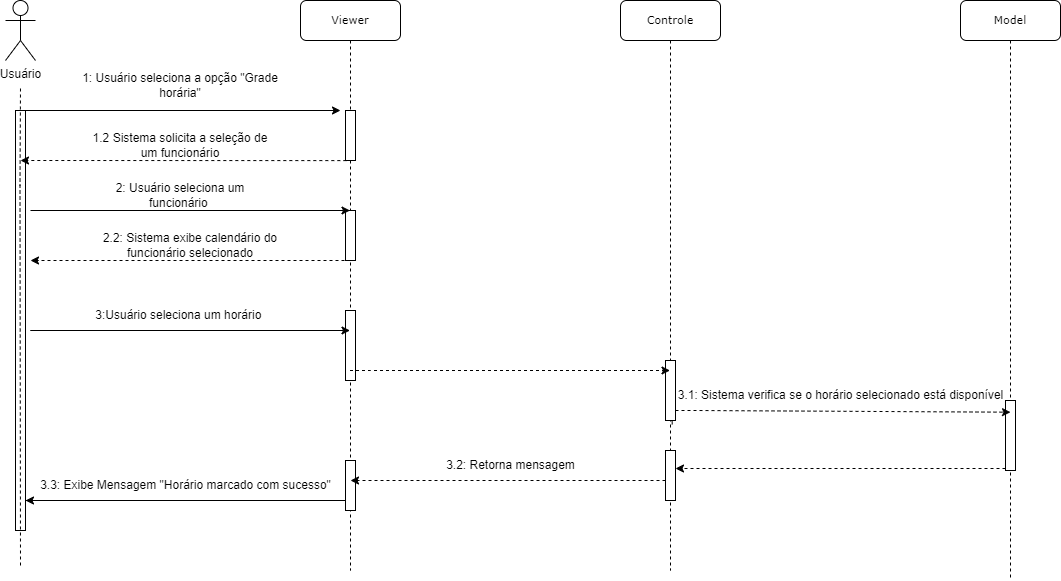 Viewer
Controle
Model
Usuário
1: Usuário seleciona a opção "Grade
horária"
1.2 Sistema solicita a seleção de
um funcionário
2: Usuário seleciona um
funcionário
2.2: Sistema exibe calendário do
funcionário selecionado
3:Usuário seleciona um horário
3.1: Sistema verifica se o horário selecionado está disponível
3.2: Retorna mensagem
3.3: Exibe Mensagem "Horário marcado com sucesso"